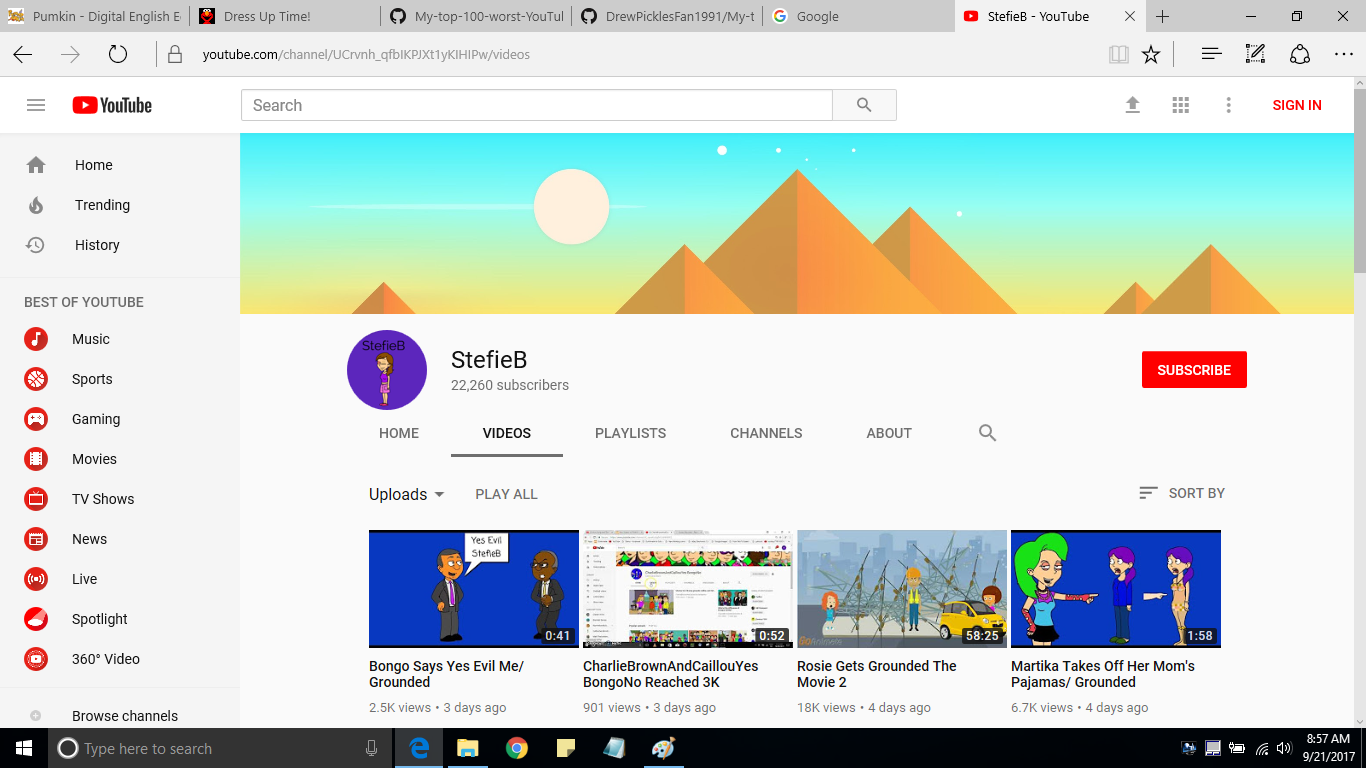 Pumkin - Digital English E
Dress Up Time!
My-top-100-worst-YouTul
DrewPicklesFan1991/My-t
Google
StefieB - YouTube
youtube.com/channel/UCrvnh_qfbIKPJXt1yKIHIPw/videos
YouTube
Search
SIGN IN
Home
Trending
History
BEST OF YOUTUBE
Music
Sports
Gaming
Movies
TV Shows
News
Live
Spotlight
360° Video
Browse channels
StefieB
StefieB
22,260 subscribers
SUBSCRIBE
HOME
VIDEOS
PLAYLISTS
CHANNELS
ABOUT
Uploads
PLAY ALL
SORT BY
Yes Evil
StefieB
0:41
Bongo Says Yes Evil Me/
Grounded
2.5K views • 3 days ago
0:52
CharlieBrownAndCaillouYes
BongoNo Reached 3K
901 views • 3 days ago
GoAnimate
58:25
Rosie Gets Grounded The
Movie 2
18K views • 4 days ago
1:58
Martika Takes Off Her Mom's
Pajamas/ Grounded
6.7K views • 4 days ago
Type here to search
8:57 AM
9/21/2017